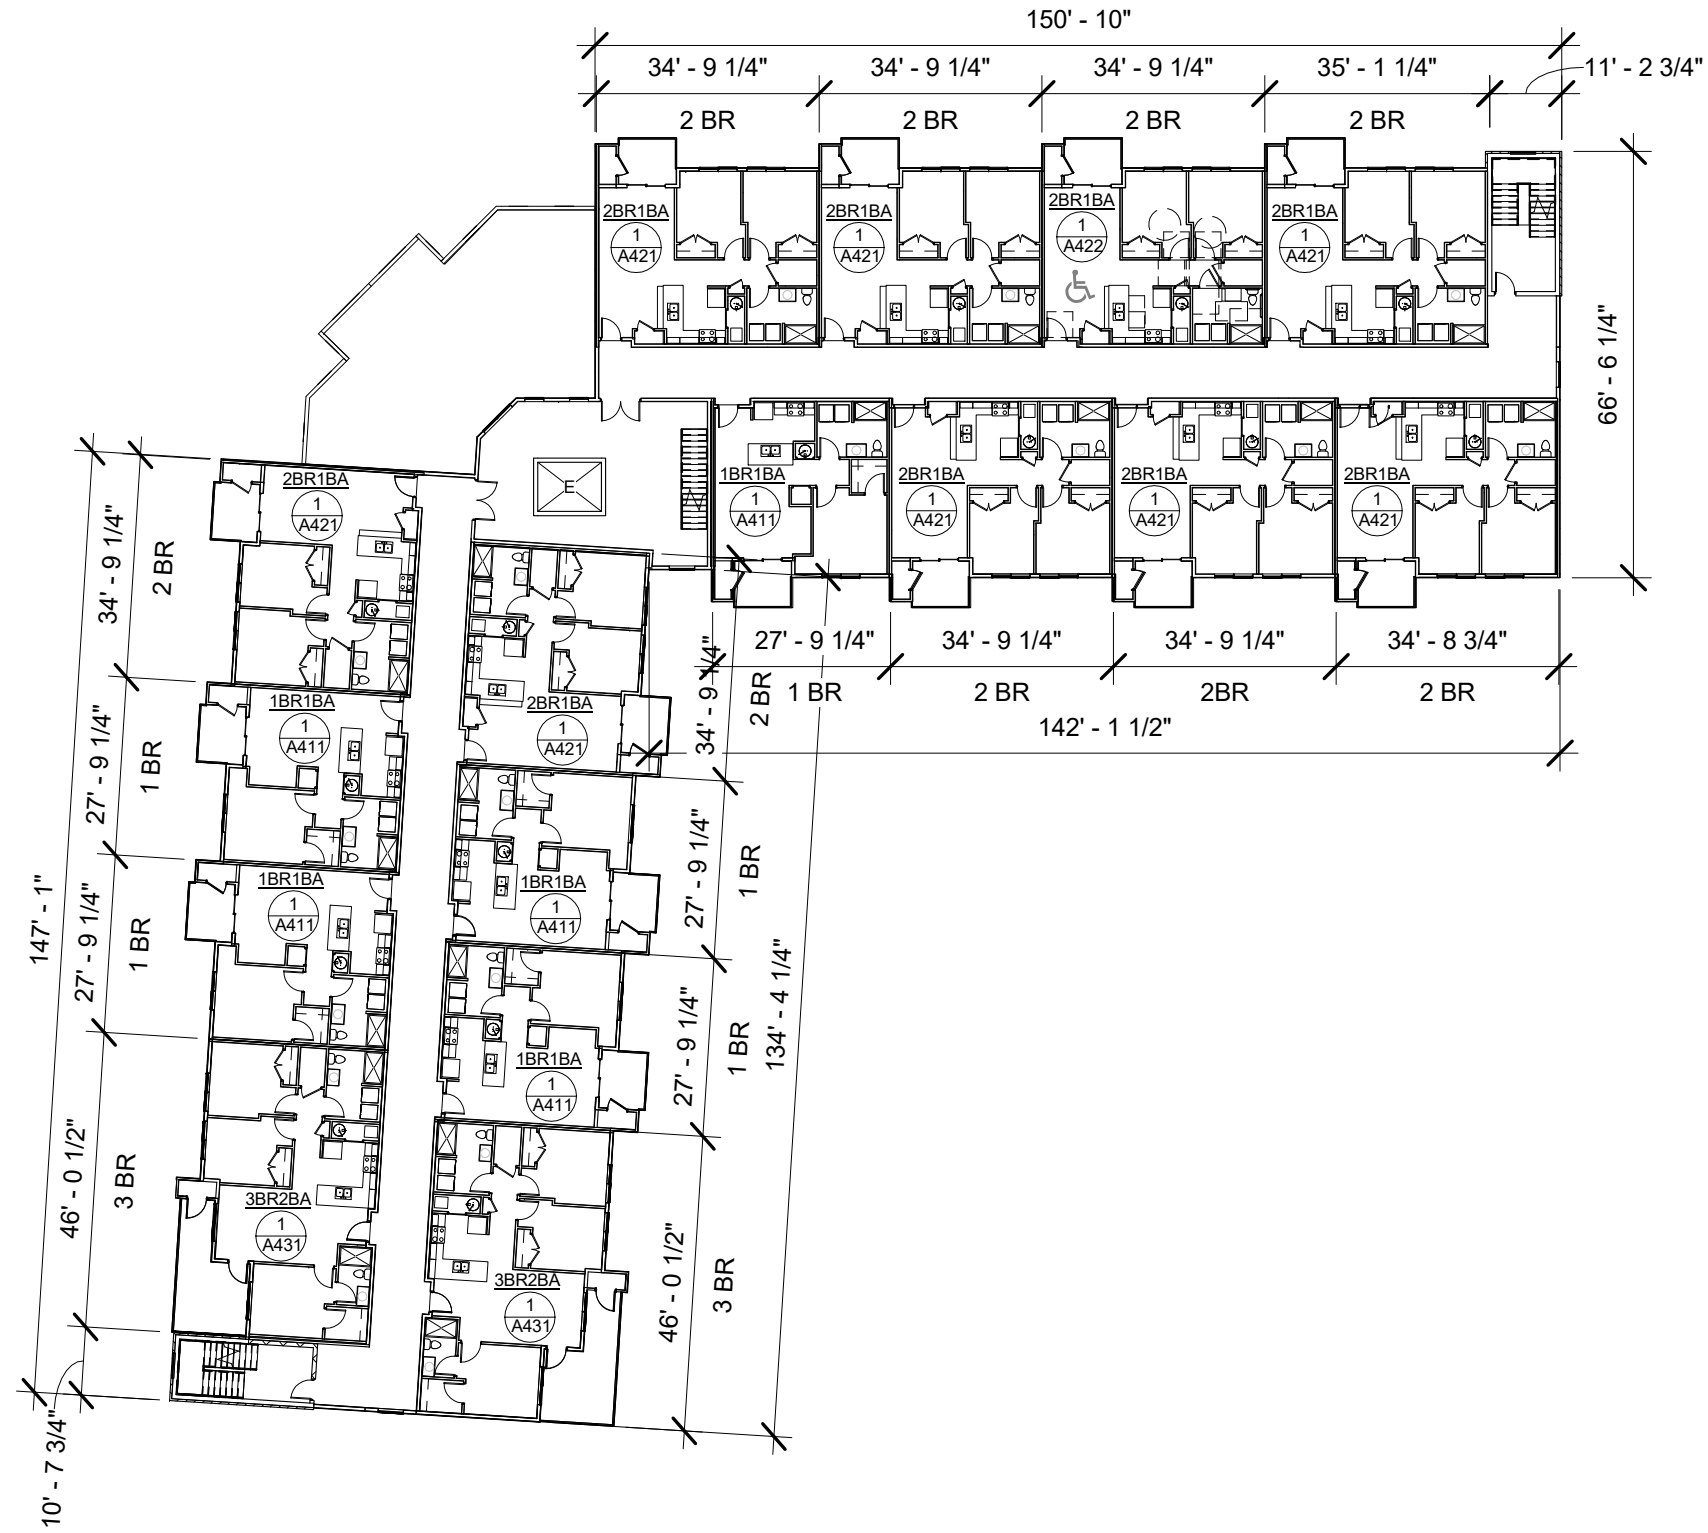 150' - 10"
34' - 9 1/4"
34' - 9 1/4"
34' - 9 1/4"
35' - 1 1/4"
11' - 2 3/4"
2 BR
2 BR
2 BR
2 BR
2BR1BA
1
A421
2BR1BA
1
A421
2BR1BA
1
A422
2BR1BA
1
A421
66' - 6 1/4"
E
1BR1BA
1
A411
2BR1BA
1
A421
2BR1BA
1
A421
2BR1BA
1
A421
27' - 9 1/4"
34' - 9 1/4"
34' - 9 1/4"
34' - 8 3/4"
1 BR
2 BR
2BR
2 BR
142' - 1 1/2"
147' - 1"
34' - 9 1/4"
2 BR
27' - 9 1/4"
1 BR
27' - 9 1/4"
1 BR
46' - 0 1/2"
3 BR
10' - 7 3/4"
2BR1BA
1
A421
1BR1BA
1
A411
1BR1BA
1
A411
3BR2BA
1
A431
2BR1BA
1
A421
1BR1BA
1
A411
1BR1BA
1
A411
3BR2BA
1
A431
34' - 9 1/4"
2 BR
27' - 9 1/4"
1 BR
27' - 9 1/4"
1 BR
46' - 0 1/2"
3 BR
134' - 4 1/4"